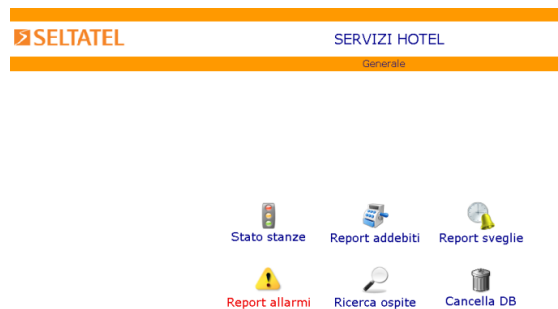 SELTATEL
SERVIZI HOTEL
Generale
Stato stanze Report addebiti Report sveglie
Report allarmi Ricerca ospite Cancella DB